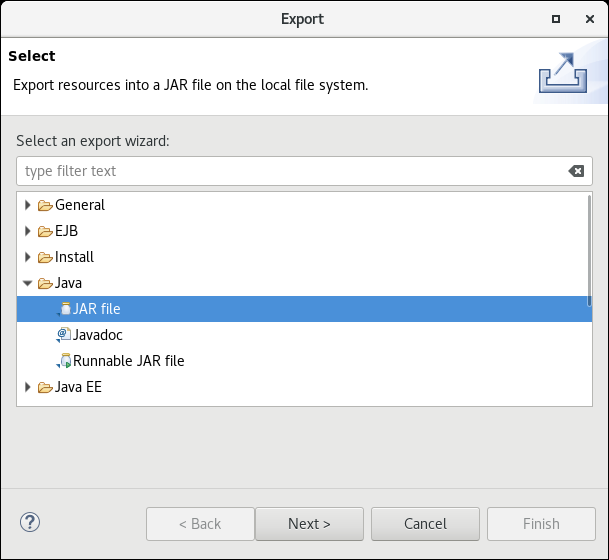 Export
Select
Export resources into a JAR file on the local file system.
Select an export wizard:
type filter text
General
EJB
Install
Java
JAR file
Javadoc
Runnable JAR file
Java EE
< Back
Next >
Cancel
Finish